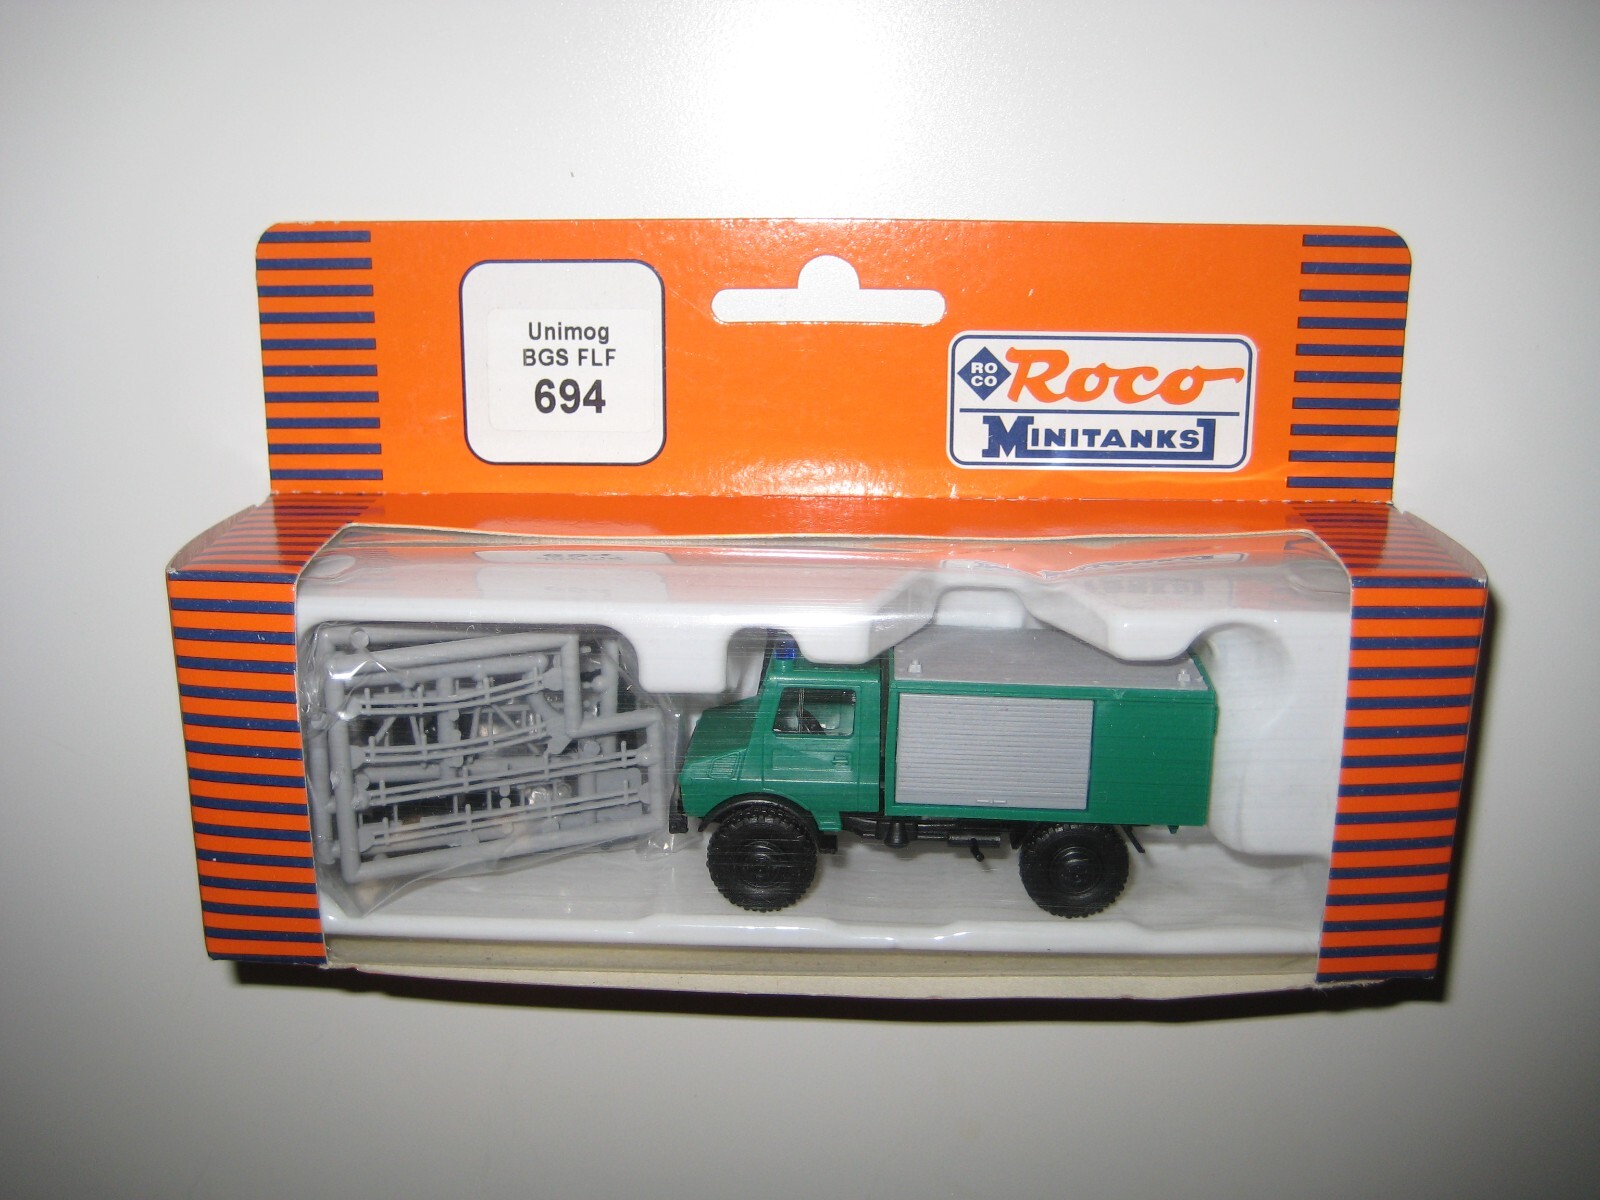 Unimog
BGS FLF
694
RO
CO
Roco
MINITANKS